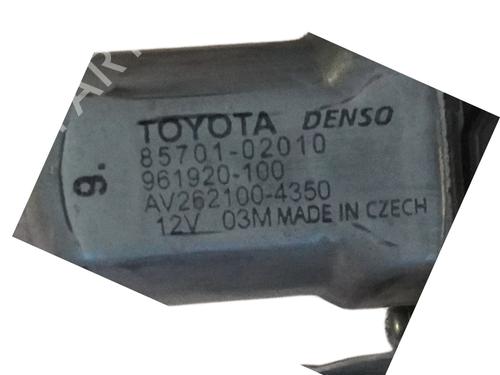 TOYOTA DENSO
85701-02010
961920-100
AV262100-4350
12V 03M MADE IN CZECH
9.